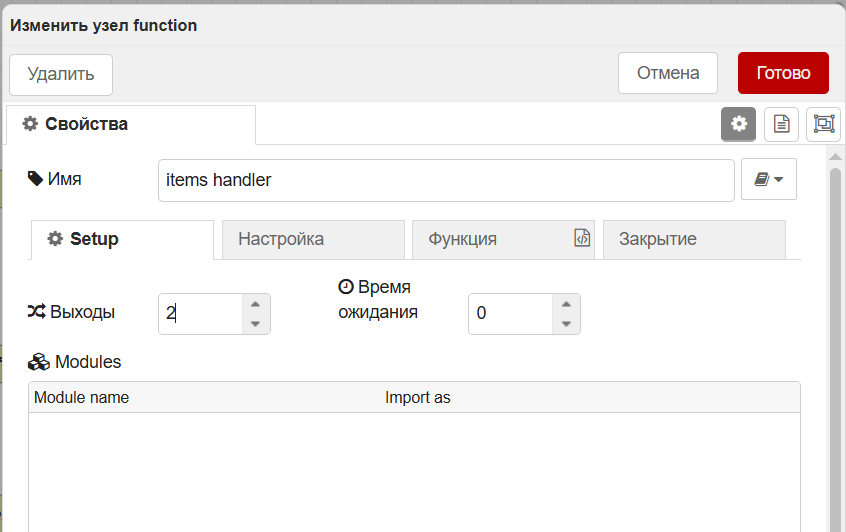 Изменить узел function
Удалить
Отмена
Готово
Свойства
Имя
items handler
Setup
Настройка
Функция
Закрытие
Выходы
2
Время
ожидания
0
Modules
Module name
Import as